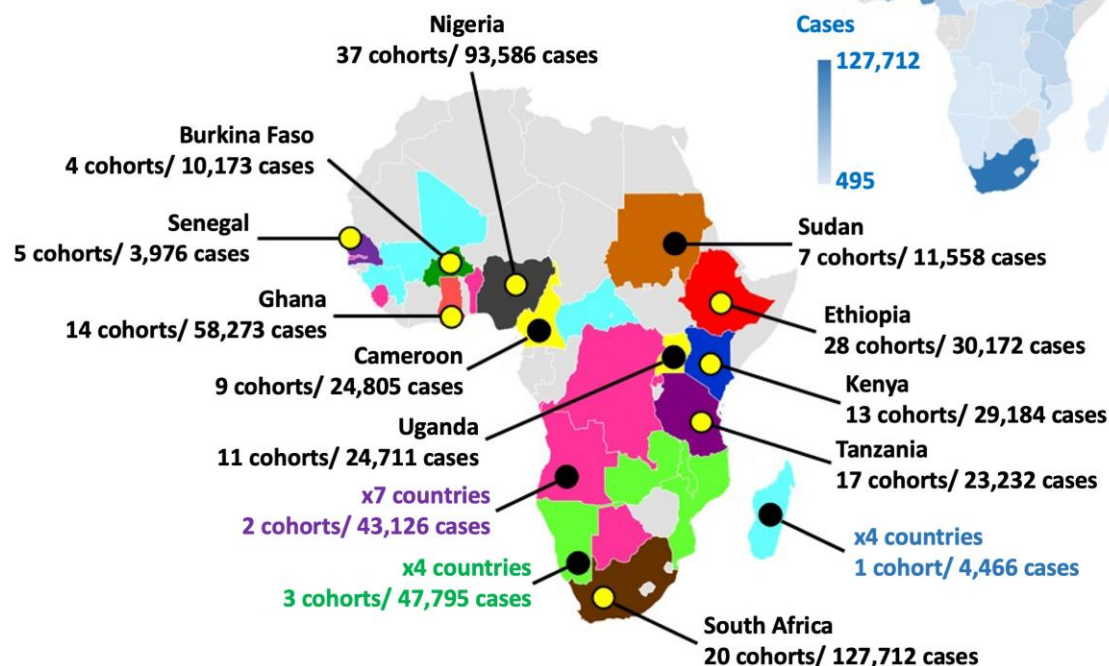 Nigeria
37 cohorts/ 93,586 cases
Cases
127,712
495
Burkina Faso
4 cohorts/ 10,173 cases
Senegal
5 cohorts/ 3,976 cases
Ghana
14 cohorts/ 58,273 cases
Cameroon
9 cohorts/ 24,805 cases
Uganda
11 cohorts/ 24,711 cases
x7 countries
2 cohorts/ 43,126 cases
x4 countries
3 cohorts/ 47,795 cases
Sudan
7 cohorts/ 11,558 cases
Ethiopia
28 cohorts/ 30,172 cases
Kenya
13 cohorts/ 29,184 cases
Tanzania
17 cohorts/ 23,232 cases
x4 countries
1 cohort/ 4,466 cases
South Africa
20 cohorts/ 127,712 cases